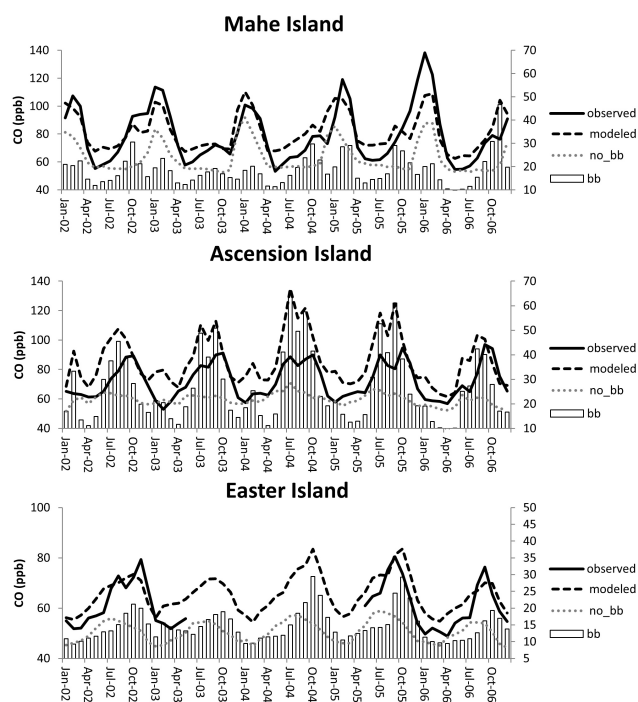 Mahe Island
CO (ppb)
140
120
100
80
60
40
70
60
50
40
30
20
10
Jan-02
Apr-02
Jul-02
Oct-02
Jan-03
Apr-03
Jul-03
Oct-03
Jan-04
Apr-04
Jul-04
Oct-04
Jan-05
Apr-05
Jul-05
Oct-05
Jan-06
Apr-06
Jul-06
Oct-06
observed
modeled
no_bb
bb
Ascension Island
CO (ppb)
140
120
100
80
60
40
70
60
50
40
30
20
10
Jan-02
Apr-02
Jul-02
Oct-02
Jan-03
Apr-03
Jul-03
Oct-03
Jan-04
Apr-04
Jul-04
Oct-04
Jan-05
Apr-05
Jul-05
Oct-05
Jan-06
Apr-06
Jul-06
Oct-06
observed
modeled
no_bb
bb
Easter Island
CO (ppb)
100
80
60
40
50
45
40
35
30
25
20
15
10
5
Jan-02
Apr-02
Jul-02
Oct-02
Jan-03
Apr-03
Jul-03
Oct-03
Jan-04
Apr-04
Jul-04
Oct-04
Jan-05
Apr-05
Jul-05
Oct-05
Jan-06
Apr-06
Jul-06
Oct-06
observed
modeled
no_bb
bb